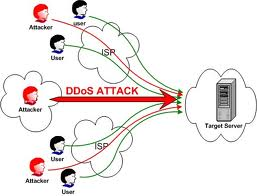 user
Attacker
User
ISP
DDoS ATTACK
Attacker
Target Server
User
ISP
User
Attacker